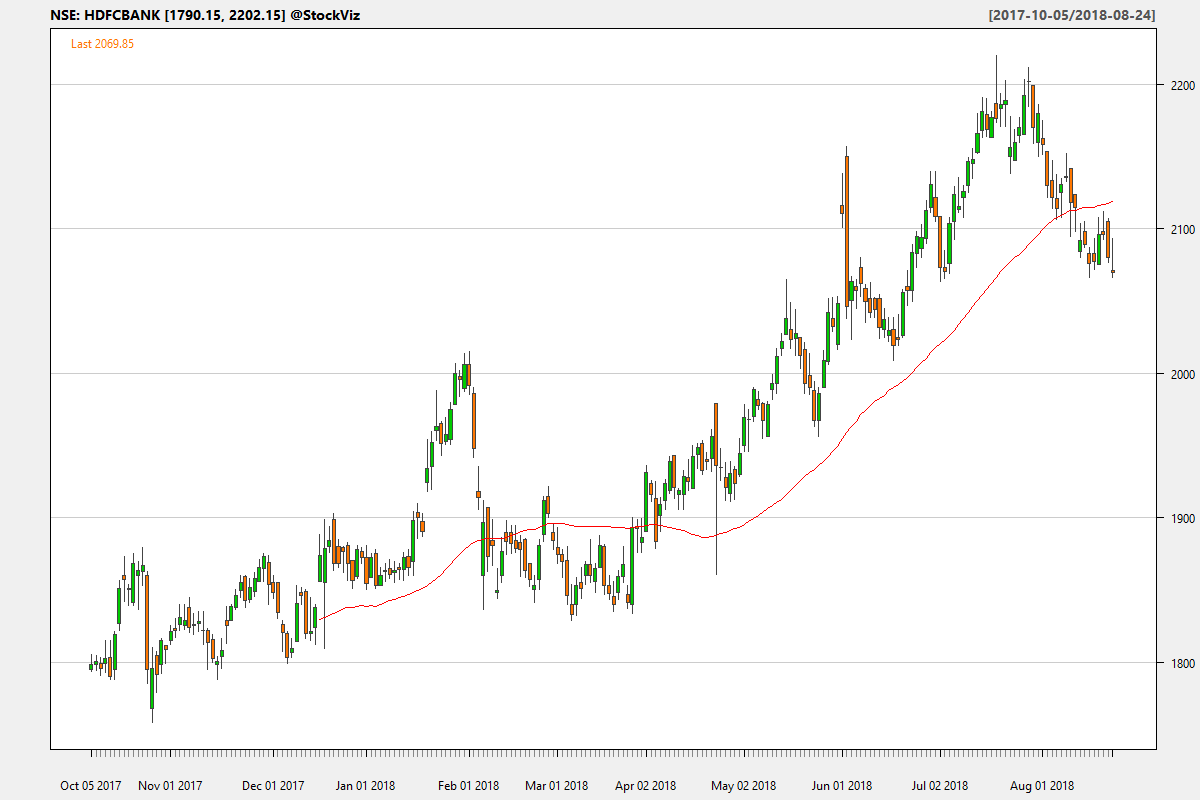 NSE: HDFCBANK [1790.15, 2202.15] @StockViz
[2017-10-05/2018-08-24]
Last 2069.85
2200
2100
2000
1900
1800
Oct 05 2017 Nov 01 2017 Dec 01 2017 Jan 01 2018 Feb 01 2018 Mar 01 2018 Apr 02 2018 May 02 2018 Jun 01 2018 Jul 02 2018 Aug 01 2018